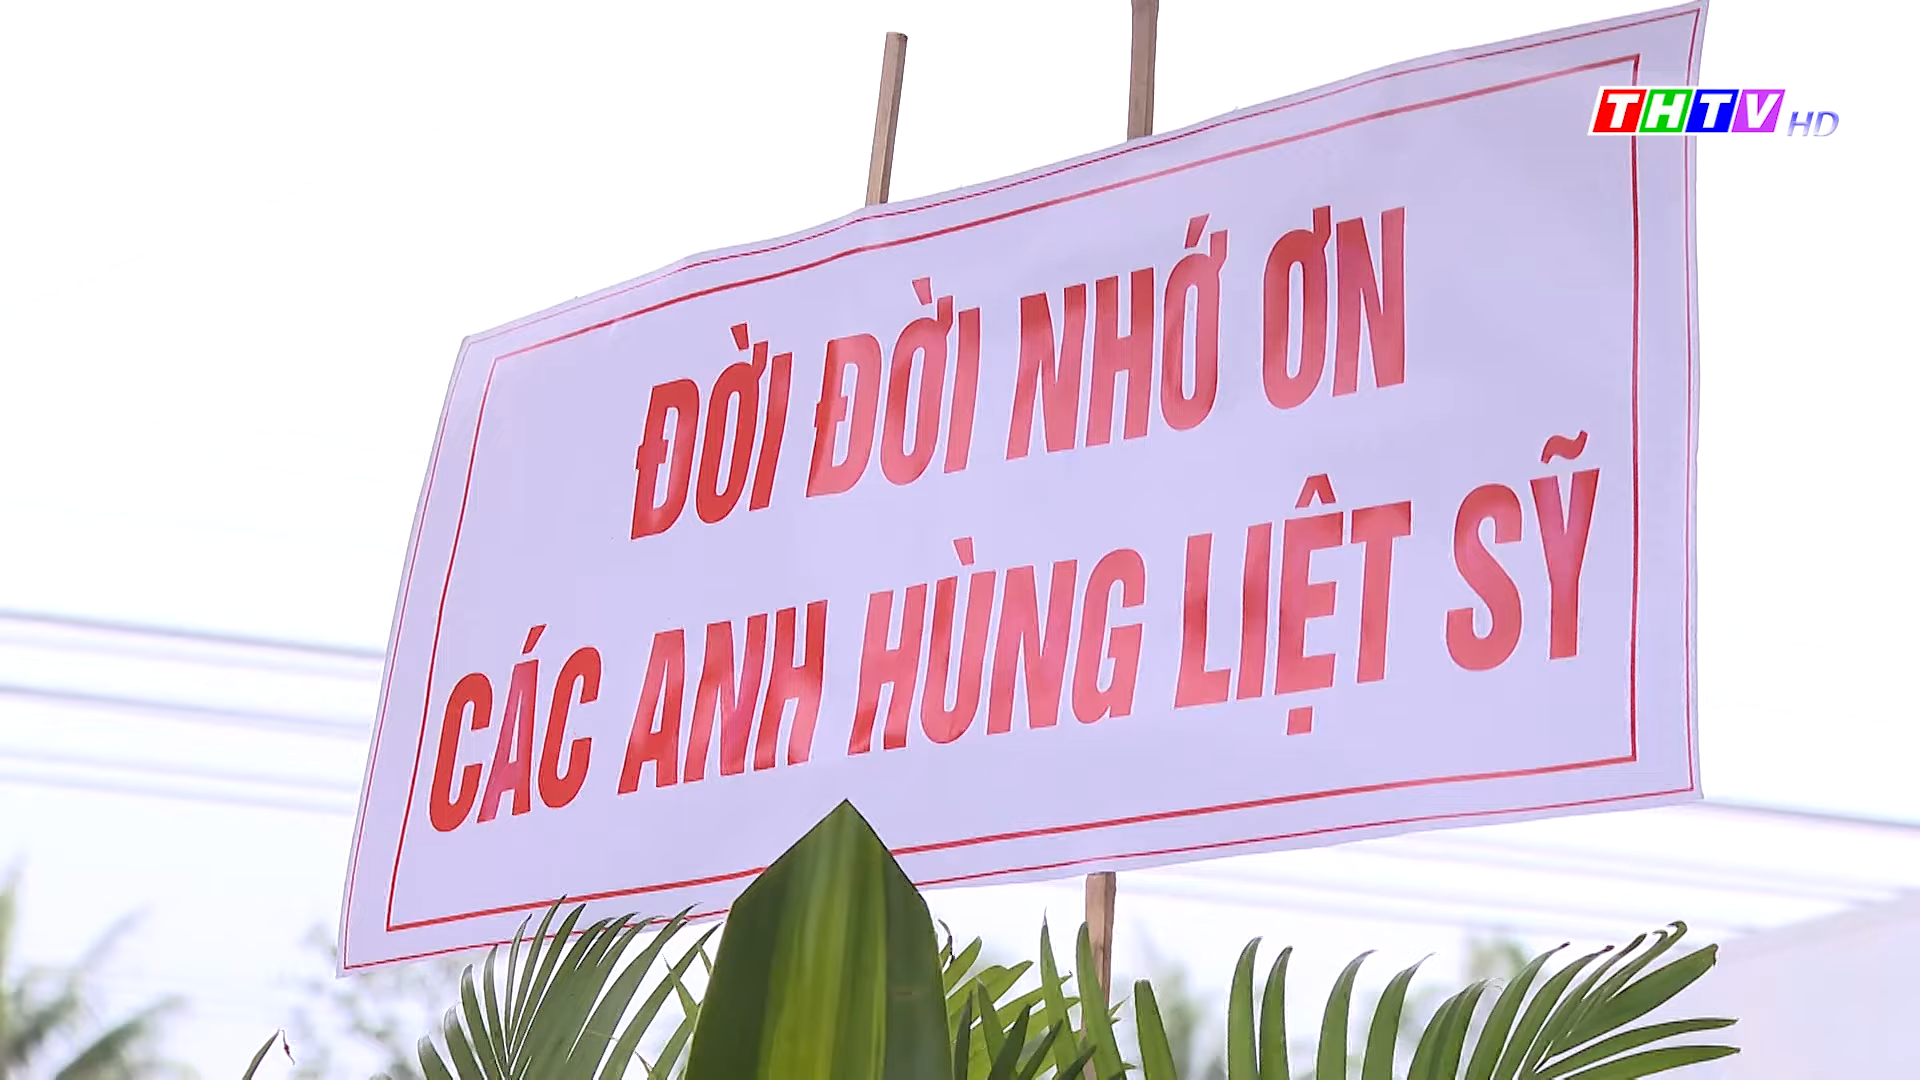 THTV HD
ĐỜI ĐỜI NHỚ ƠN
CÁC ANH HÙNG LIỆT SỸ